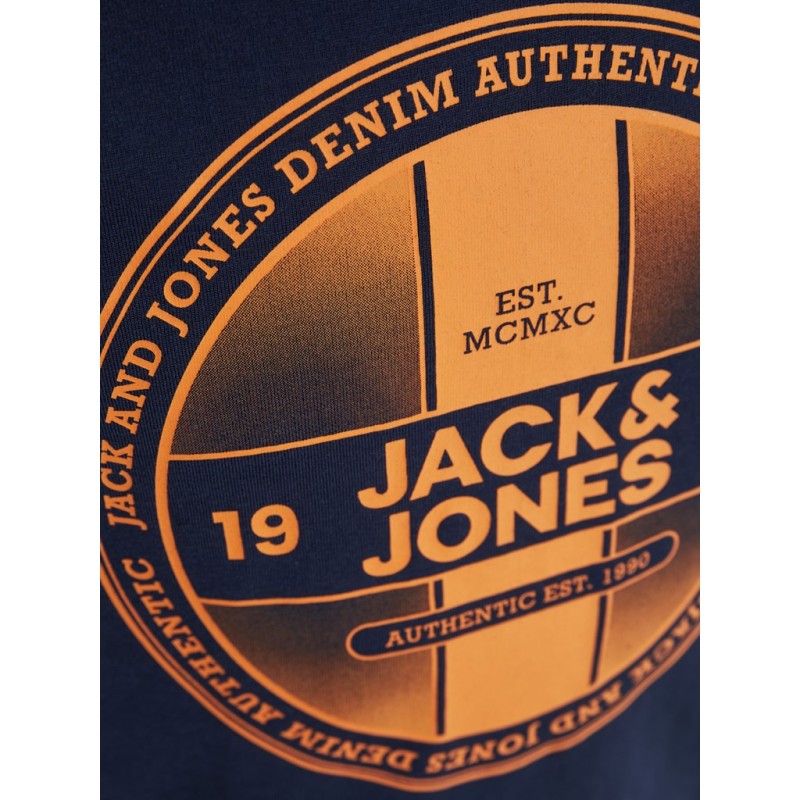 JACK AND JONES DENIM AUTHENTI
EST.
MCMXC
19
JACK&
JONES
AUTHENTIC EST. 1990
JACK AND JONES DENIM AUTHENTIC